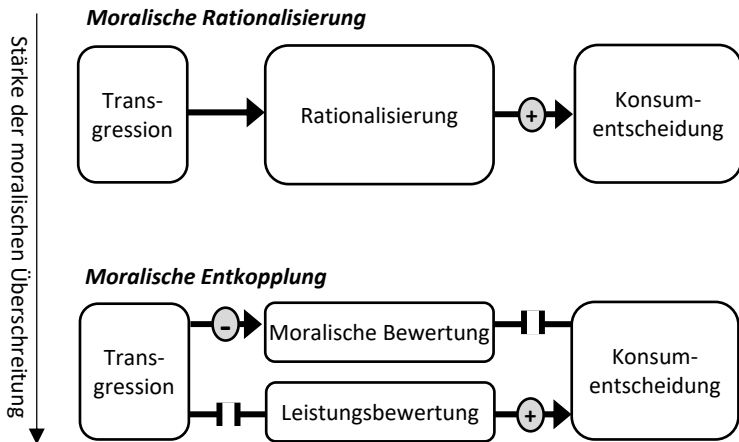 Stärke der moralischen Überschreitung
Moralische Rationalisierung
Trans-
gression
Rationalisierung
+
Konsum-
entscheidung
Moralische Entkopplung
Trans-
gression
-
Moralische Bewertung
Leistungsbewertung
+
Konsum-
entscheidung